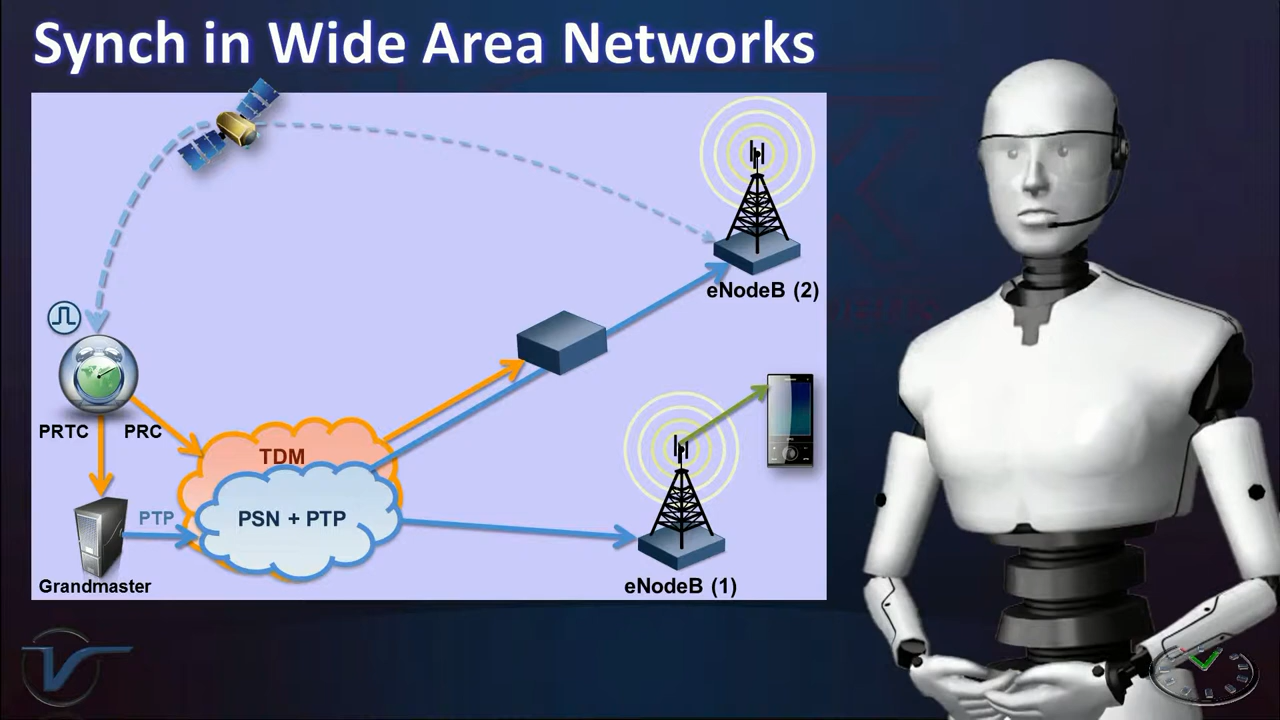 Synch in Wide Area Networks
eNodeB (2)
PRTC PRC
TDM
PTP
PSN + PTP
Grandmaster
eNodeB (1)